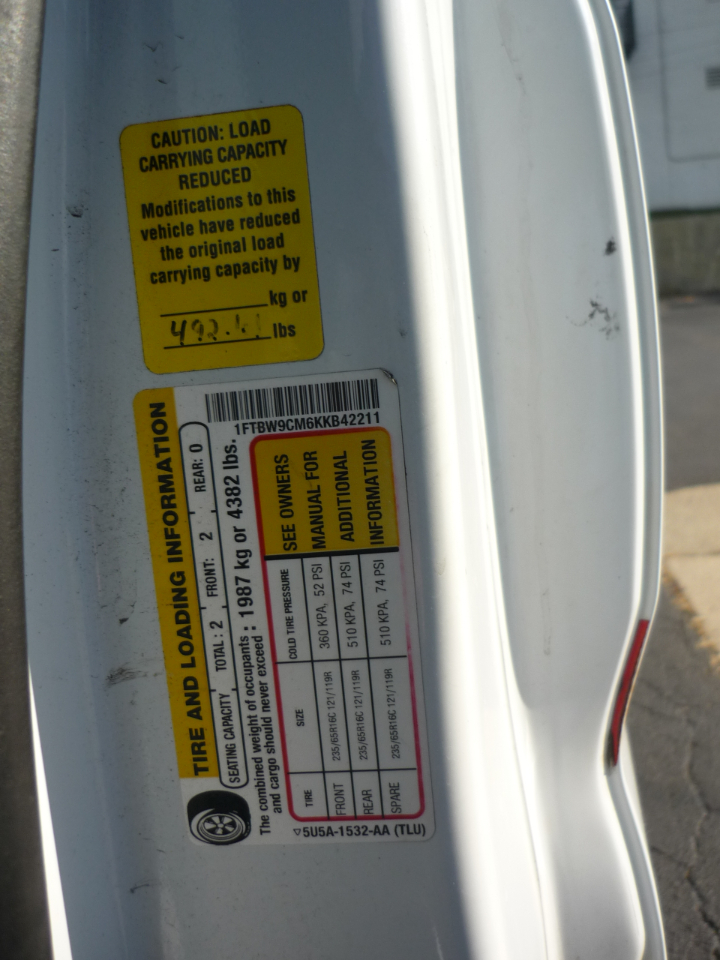 CAUTION: LOAD
CARRYING CAPACITY
REDUCED
Modifications to this
vehicle have reduced
the original load
carrying capacity by
kg or
lbs
TIRE AND LOADING INFORMATION
SEATING CAPACITY TOTAL: 2 FRONT: 2 REAR: 0
The combined weight of occupants
and cargo should never exceed : 1987 kg or 4382 lbs.
1FTBW9CM6KKB42211
TIRE SIZE COLD TIRE PRESSURE
FRONT 235/65R16C 121/119R 360 KPA, 52 PSI
REAR 235/65R16C 121/119R 510 KPA, 74 PSI
SPARE 235/65R16C 121/119R 510 KPA, 74 PSI
SEE OWNERS
MANUAL FOR
ADDITIONAL
INFORMATION
5U5A-1532-AA (TLU)